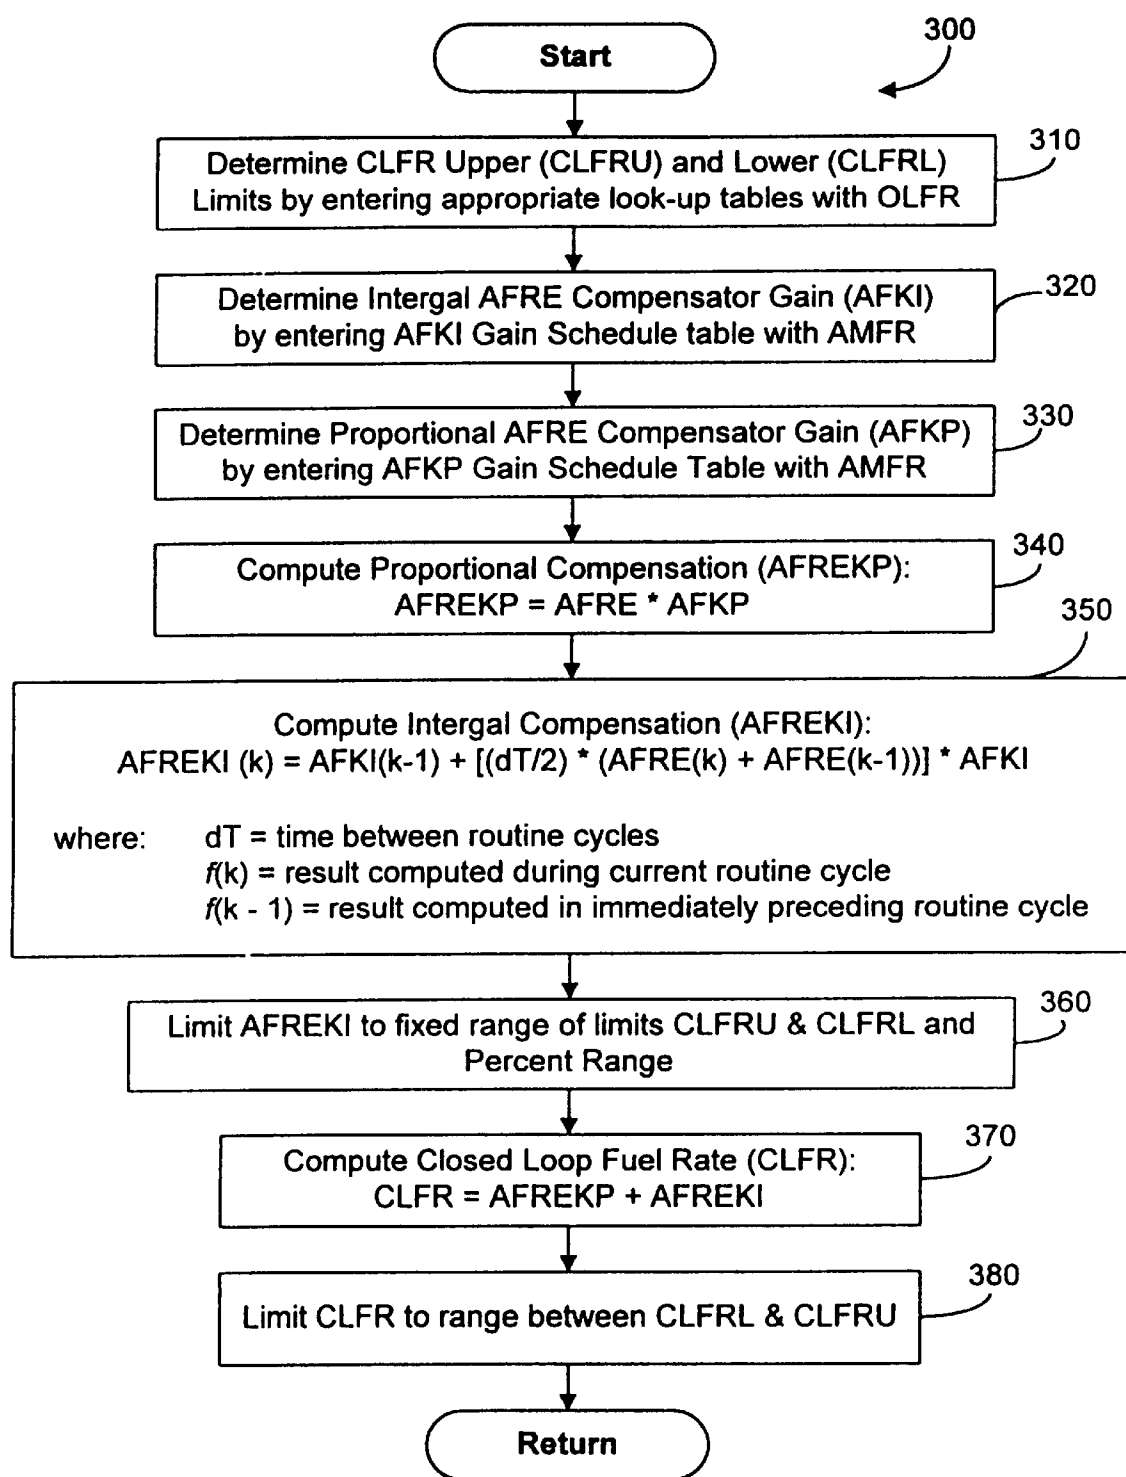 Start
300
Determine CLFR Upper (CLFRU) and Lower (CLFRL)
Limits by entering appropriate look-up tables with OLFR
310
Determine Intergal AFRE Compensator Gain (AFKI)
by entering AFKI Gain Schedule table with AMFR
320
Determine Proportional AFRE Compensator Gain (AFKP)
by entering AFKP Gain Schedule Table with AMFR
330
Compute Proportional Compensation (AFREKP):
AFREKP = AFRE * AFKP
340
350
Compute Intergal Compensation (AFREKI):
AFREKI (k) = AFKI(k-1) + [((dT/2) * (AFRE(k) + AFRE(k-1))] * AFKI
where: dT = time between routine cycles
f(k) = result computed during current routine cycle
f(k - 1) = result computed in immediately preceding routine cycle
Limit AFREKI to fixed range of limits CLFRU & CLFRL and
Percent Range
360
Compute Closed Loop Fuel Rate (CLFR):
CLFR = AFREKP + AFREKI
370
Limit CLFR to range between CLFRL & CLFRU
380
Return